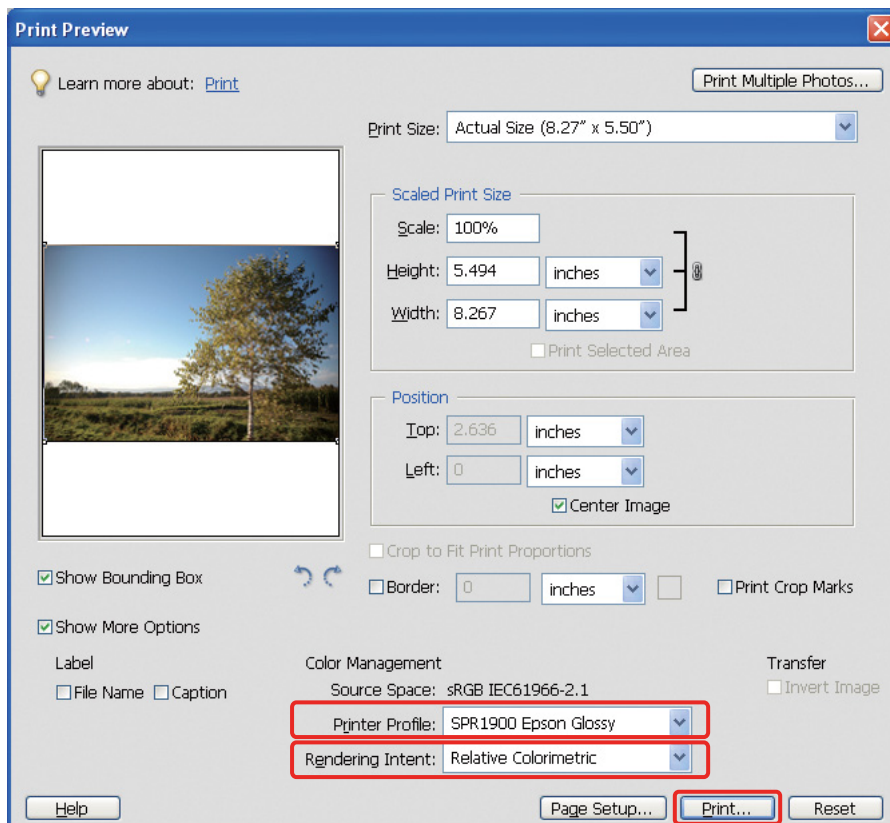 Print Preview
Learn more about: Print
Print Multiple Photos...
Print Size: Actual Size (8.27" x 5.50")
Scaled Print Size
Scale: 100%
Height: 5.494 inches
Width: 8.267 inches
Print Selected Area
Position
Top: 2.636 inches
Left: 0 inches
Center Image
Crop to Fit Print Proportions
Show Bounding Box
Border: 0 inches
Print Crop Marks
Show More Options
Label
File Name Caption
Color Management
Source Space: sRGB IEC61966-2.1
Printer Profile: SPR1900 Epson Glossy
Rendering Intent: Relative Colorimetric
Transfer
Invert Image
Help
Page Setup... Print... Reset